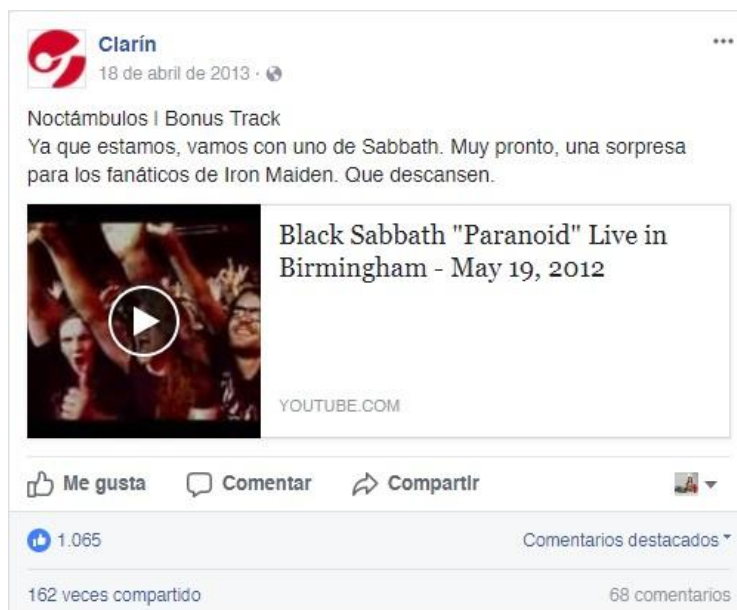 Clarín
18 de abril de 2013 ·
Noctámbulos | Bonus Track
Ya que estamos, vamos con uno de Sabbath. Muy pronto, una sorpresa
para los fanáticos de Iron Maiden. Que descansen.
Black Sabbath "Paranoid" Live in
Birmingham - May 19, 2012
YOUTUBE.COM
Me gusta Comentar Compartir
1.065 Comentarios destacados
162 veces compartido 68 comentarios